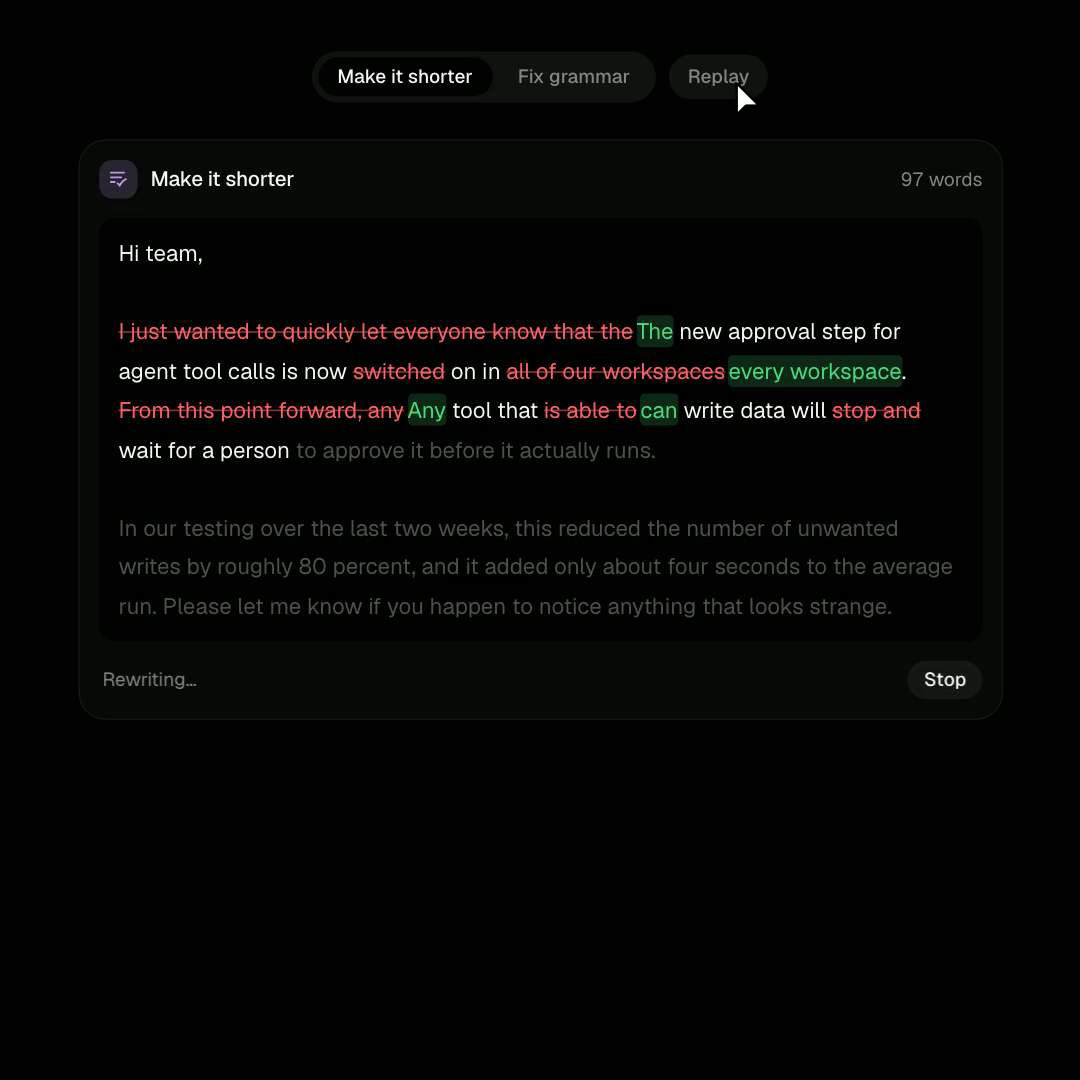 Make it shorter Fix grammar Replay
Make it shorter 97 words
Hi team,
I just wanted to quickly let everyone know that the The new approval step for
agent tool calls is now switched on in all of our workspaces every workspace.
From this point forward, any Any tool that is able to can write data will stop and
wait for a person to approve it before it actually runs.
In our testing over the last two weeks, this reduced the number of unwanted
writes by roughly 80 percent, and it added only about four seconds to the average
run. Please let me know if you happen to notice anything that looks strange.
Rewriting… Stop